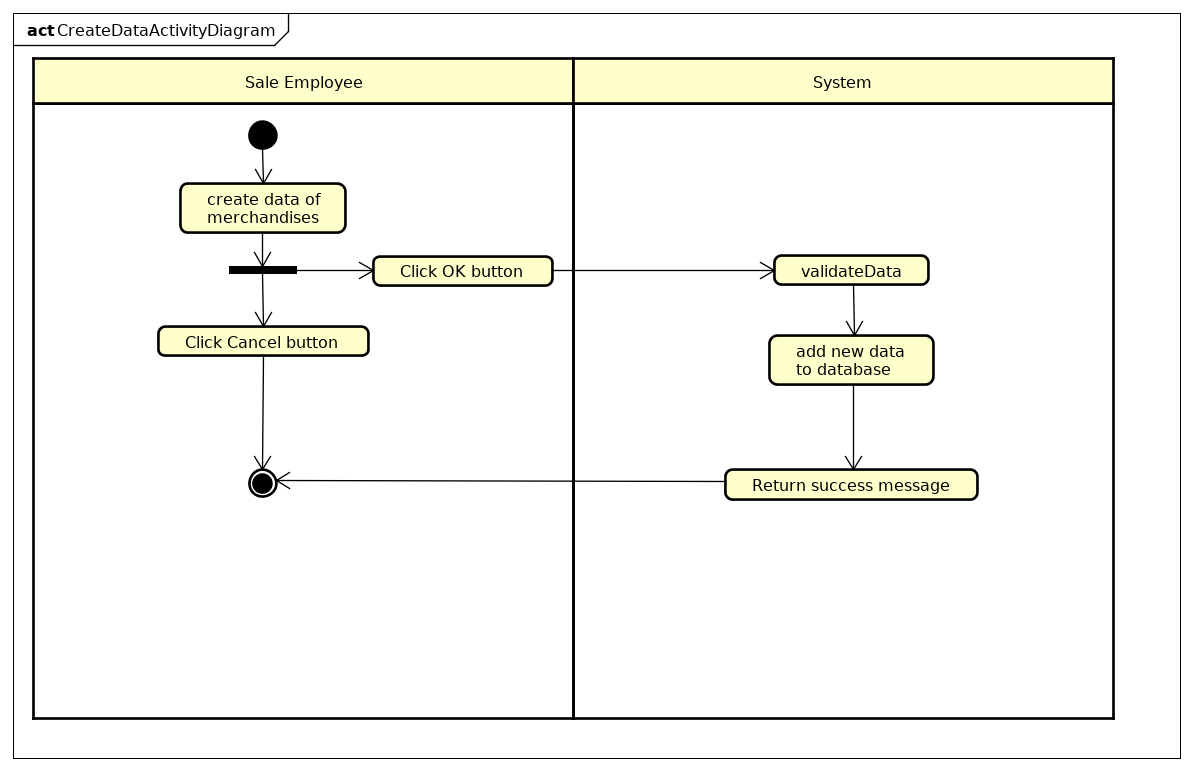 act CreateDataActivityDiagram
Sale Employee
System
create data of
merchandises
Click OK button
validateData
Click Cancel button
add new data
to database
Return success message